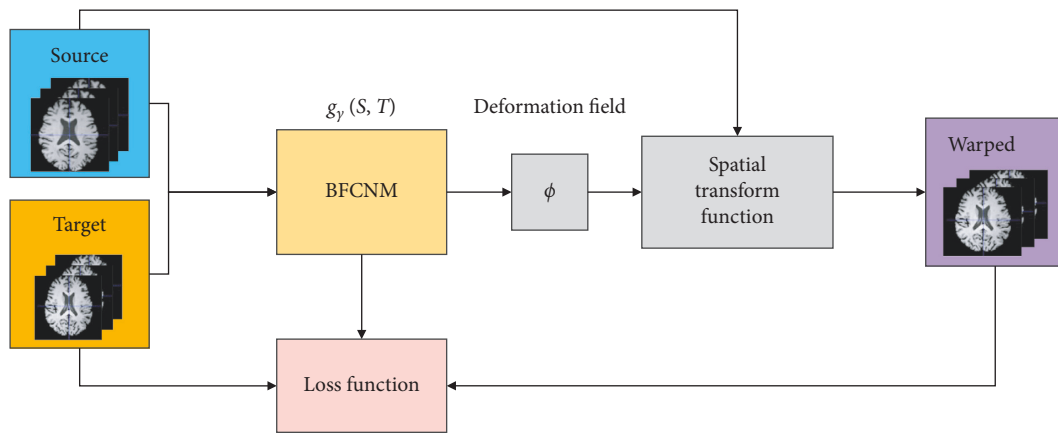 Source
Target
g_γ (S, T)
BFCNM
Deformation field
ϕ
Spatial
transform
function
Warped
Loss function